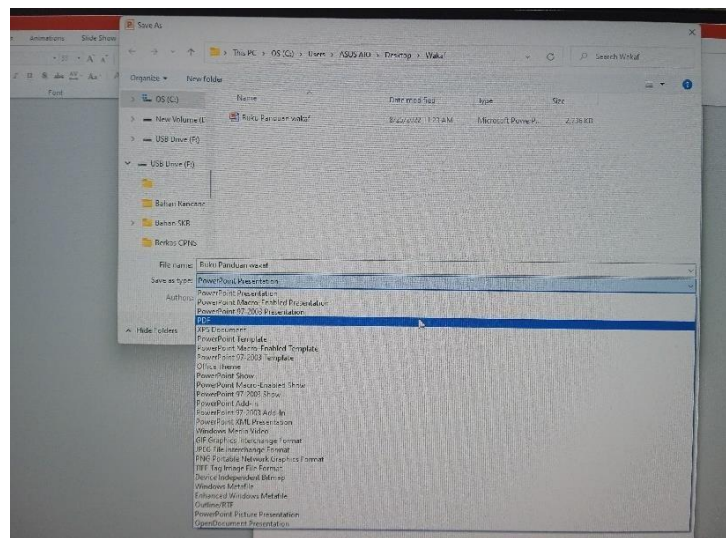 Save As
Animations Slide Show
This PC > OS (C:) > Users > ASUS AIO > Desktop > Wakaf
Search Wakaf
Organize New folder
Font
Name Date modified Type Size
OS (C:)
New Volume (
Buku Panduan wakaf Microsoft PowerP...
USB Drive (F:)
USB Drive (F:)
Bahan
Bahan SKB
Berkas CPNS
File name: Buku Panduan wakaf
Save as type: PowerPoint Presentation
Authors:
PowerPoint Presentation
PowerPoint Macro-Enabled Presentation
PowerPoint 97-2003 Presentation
PDF
XPS Document
PowerPoint Template
PowerPoint Macro-Enabled Template
PowerPoint 97-2003 Template
Office Theme
PowerPoint Show
PowerPoint Macro-Enabled Show
PowerPoint 97-2003 Show
PowerPoint Add-In
PowerPoint 97-2003 Add-In
PowerPoint XML Presentation
Windows Media Video
GIF Graphics Interchange Format
JPEG File Interchange Format
PNG Portable Network Graphics Format
TIFF Tag Image File Format
Device Independent Bitmap
Windows Metafile
Enhanced Windows Metafile
Outline/RTF
PowerPoint Picture Presentation
OpenDocument Presentation
Hide Folders